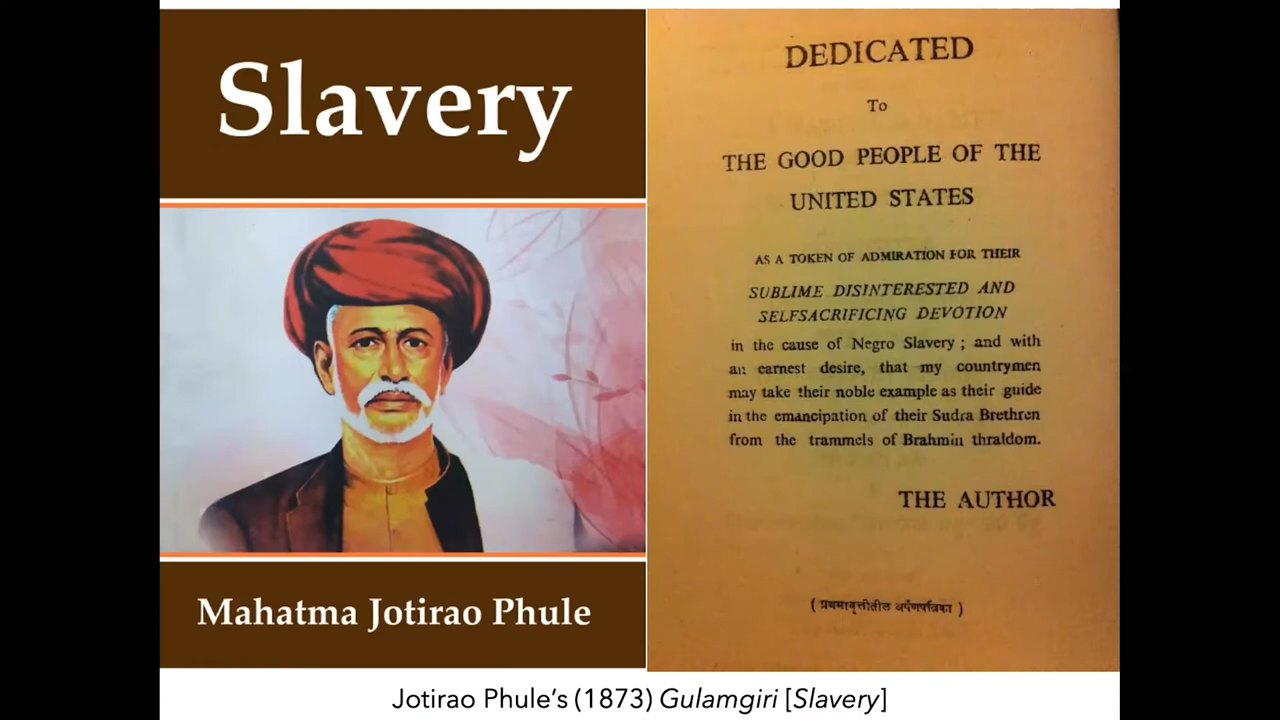 Slavery
Mahatma Jotirao Phule
DEDICATED
To
THE GOOD PEOPLE OF THE
UNITED STATES
AS A TOKEN OF ADMIRATION FOR THEIR
SUBLIME DISINTERESTED AND
SELFSACRIFICING DEVOTION
in the cause of Negro Slavery ; and with
an earnest desire, that my countrymen
may take their noble example as their guide
in the emancipation of their Sudra Brethren
from the trammels of Brahmin thraldom.
THE AUTHOR
( प्रथमावृत्तीतील अर्पणपत्रिका )
Jotirao Phule’s (1873) Gulamgiri [Slavery]